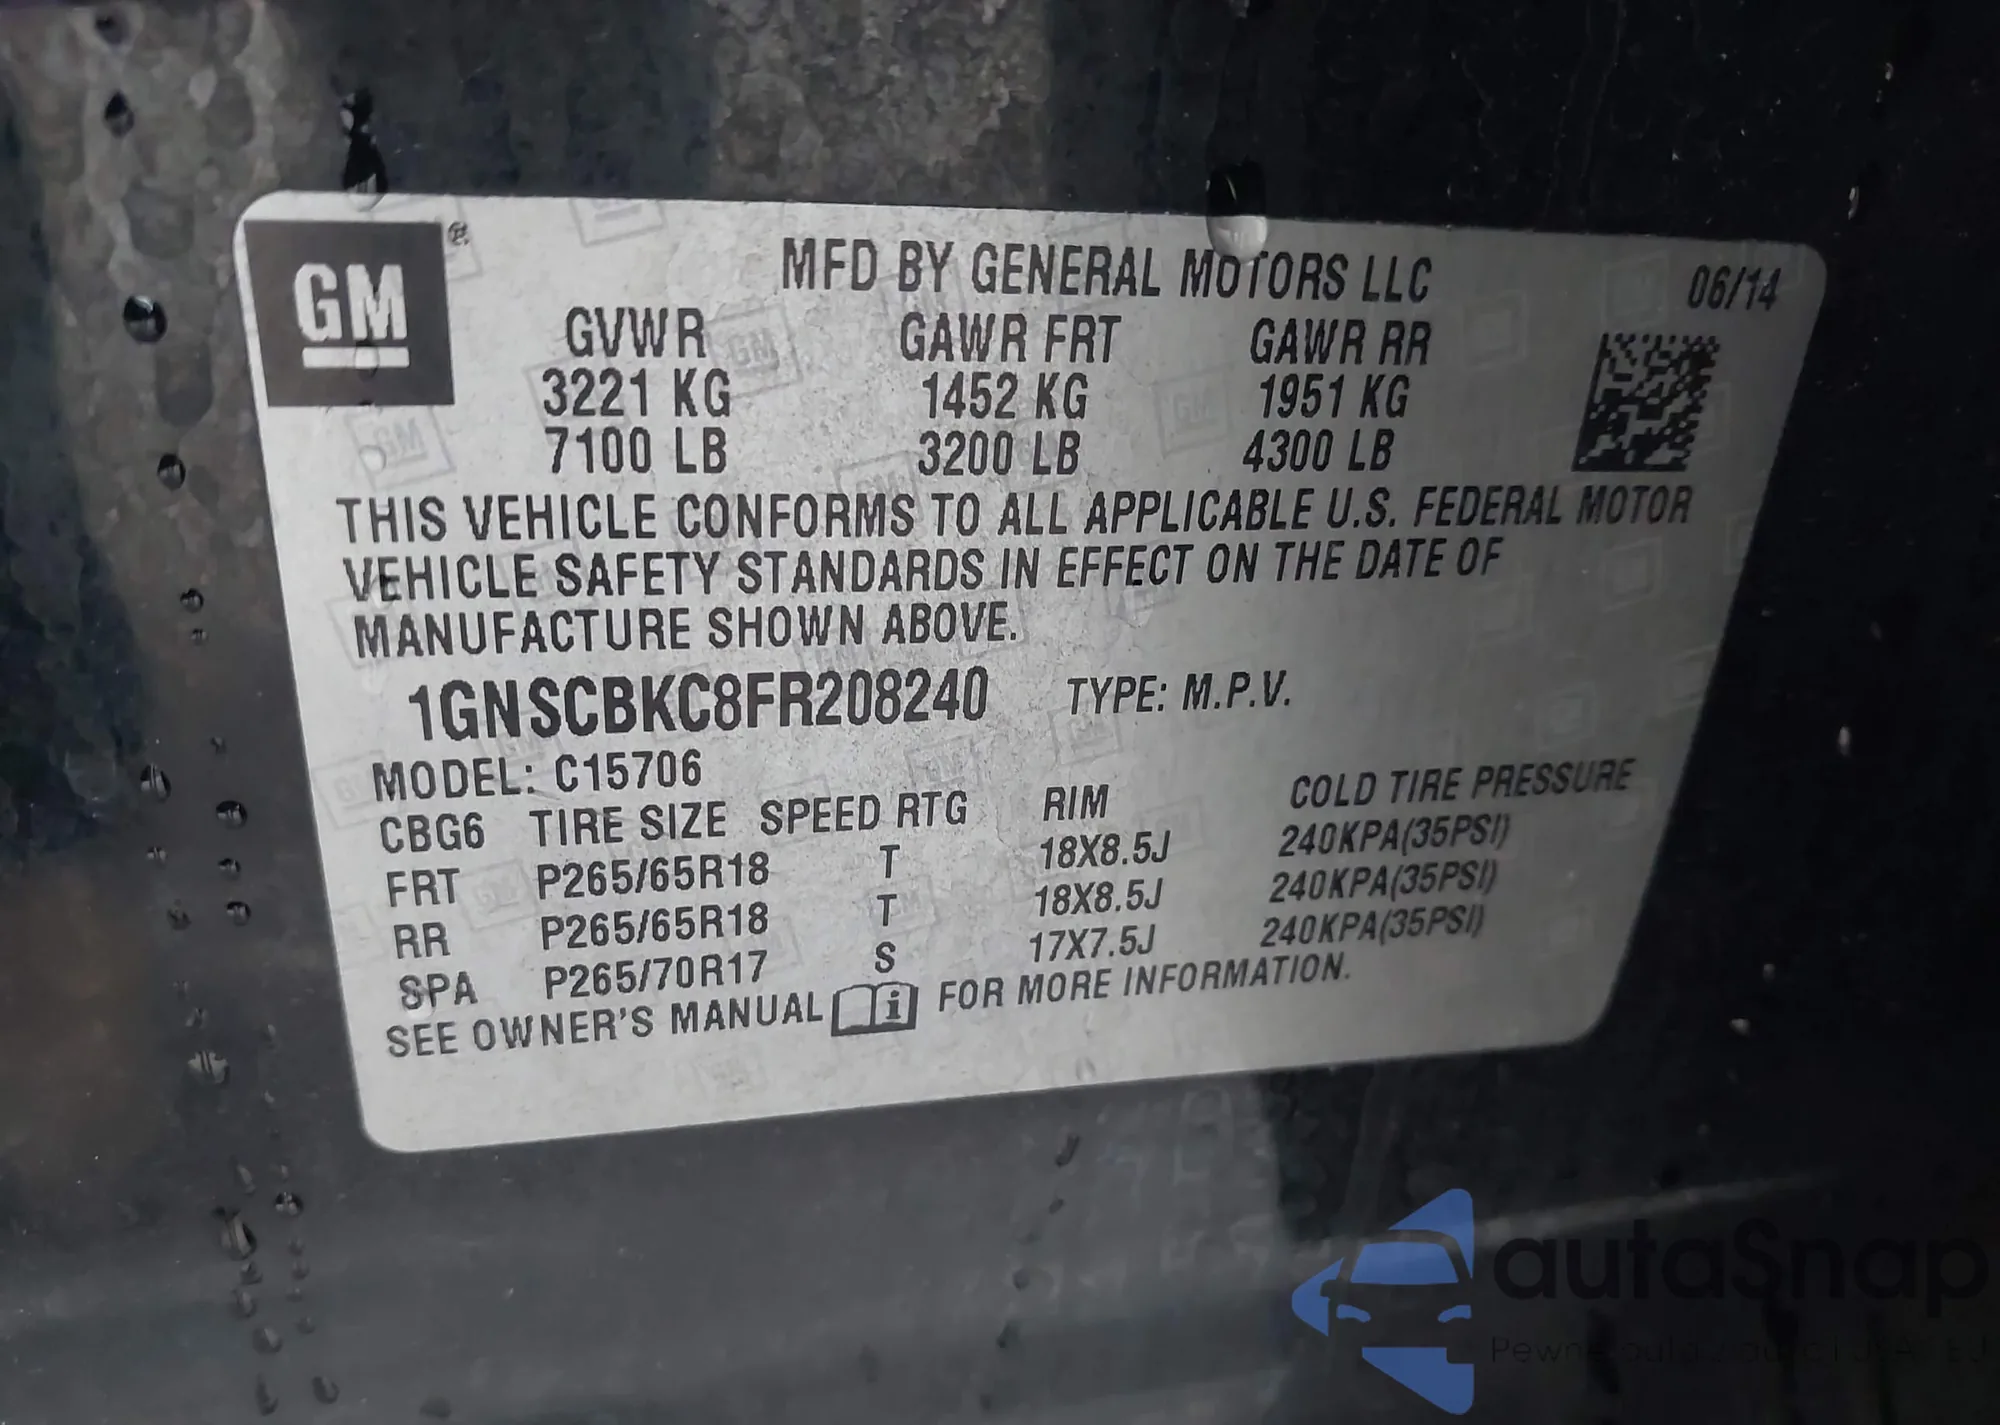 GM ®
MFD BY GENERAL MOTORS LLC 06/14
GVWR GAWR FRT GAWR RR
3221 KG 1452 KG 1951 KG
7100 LB 3200 LB 4300 LB
THIS VEHICLE CONFORMS TO ALL APPLICABLE U.S. FEDERAL MOTOR
VEHICLE SAFETY STANDARDS IN EFFECT ON THE DATE OF
MANUFACTURE SHOWN ABOVE.
1GNSCBKC8FR208240 TYPE: M.P.V.
MODEL: C15706
CBG6 TIRE SIZE SPEED RTG RIM COLD TIRE PRESSURE
FRT P265/65R18 T 18X8.5J 240KPA(35PSI)
RR P265/65R18 T 18X8.5J 240KPA(35PSI)
SPA P265/70R17 S 17X7.5J 240KPA(35PSI)
SEE OWNER'S MANUAL i FOR MORE INFORMATION.
autaSnap